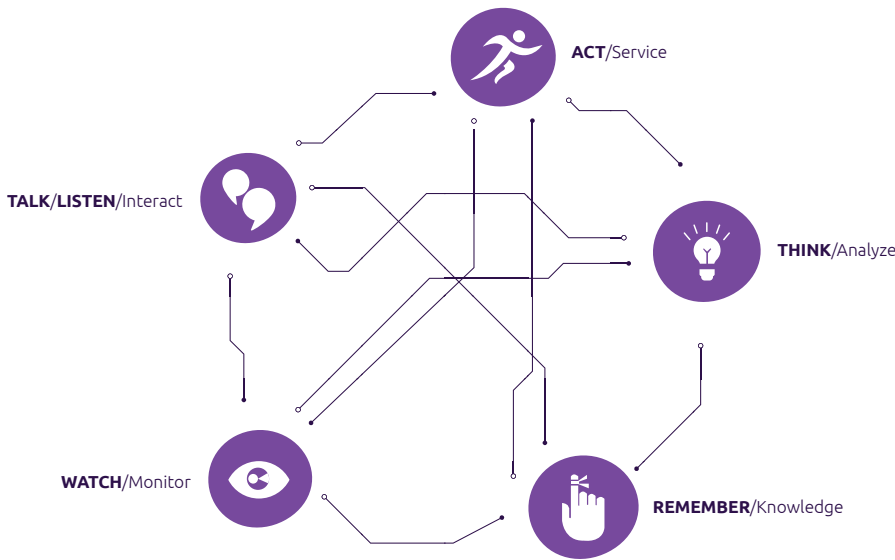 ACT/Service
TALK/LISTEN/Interact
THINK/Analyze
WATCH/Monitor
REMEMBER/Knowledge